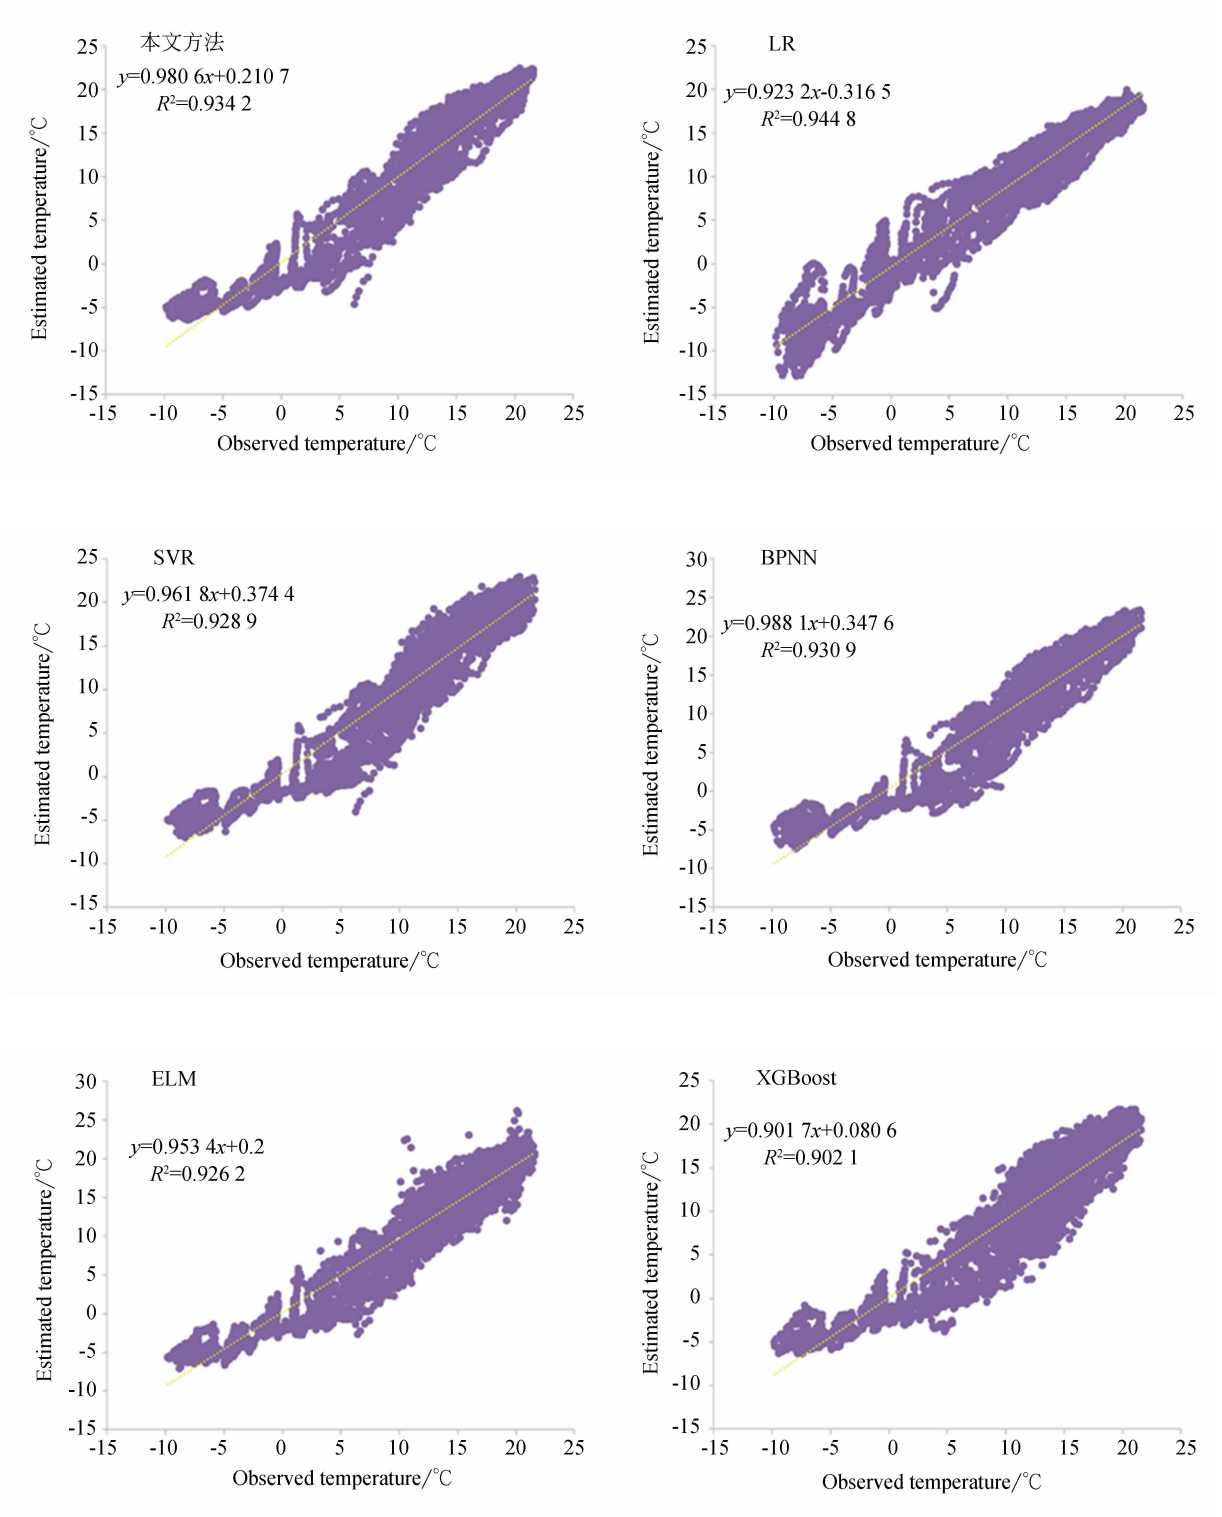 本文方法
y=0.980 6x+0.210 7
R²=0.934 2
25
20
15
10
5
0
-5
-10
-15
-15 -10 -5 0 5 10 15 20 25
Estimated temperature/℃
Observed temperature/℃
LR
y=0.923 2x-0.316 5
R²=0.944 8
25
20
15
10
5
0
-5
-10
-15
-15 -10 -5 0 5 10 15 20 25
Estimated temperature/℃
Observed temperature/℃
SVR
y=0.961 8x+0.374 4
R²=0.928 9
25
20
15
10
5
0
-5
-10
-15
-15 -10 -5 0 5 10 15 20 25
Estimated temperature/℃
Observed temperature/℃
BPNN
y=0.988 1x+0.347 6
R²=0.930 9
30
25
20
15
10
5
0
-5
-10
-15
-15 -10 -5 0 5 10 15 20 25
Estimated temperature/℃
Observed temperature/℃
ELM
y=0.953 4x+0.2
R²=0.926 2
30
25
20
15
10
5
0
-5
-10
-15
-15 -10 -5 0 5 10 15 20 25
Estimated temperature/℃
Observed temperature/℃
XGBoost
y=0.901 7x+0.080 6
R²=0.902 1
25
20
15
10
5
0
-5
-10
-15
-15 -10 -5 0 5 10 15 20 25
Estimated temperature/℃
Observed temperature/℃